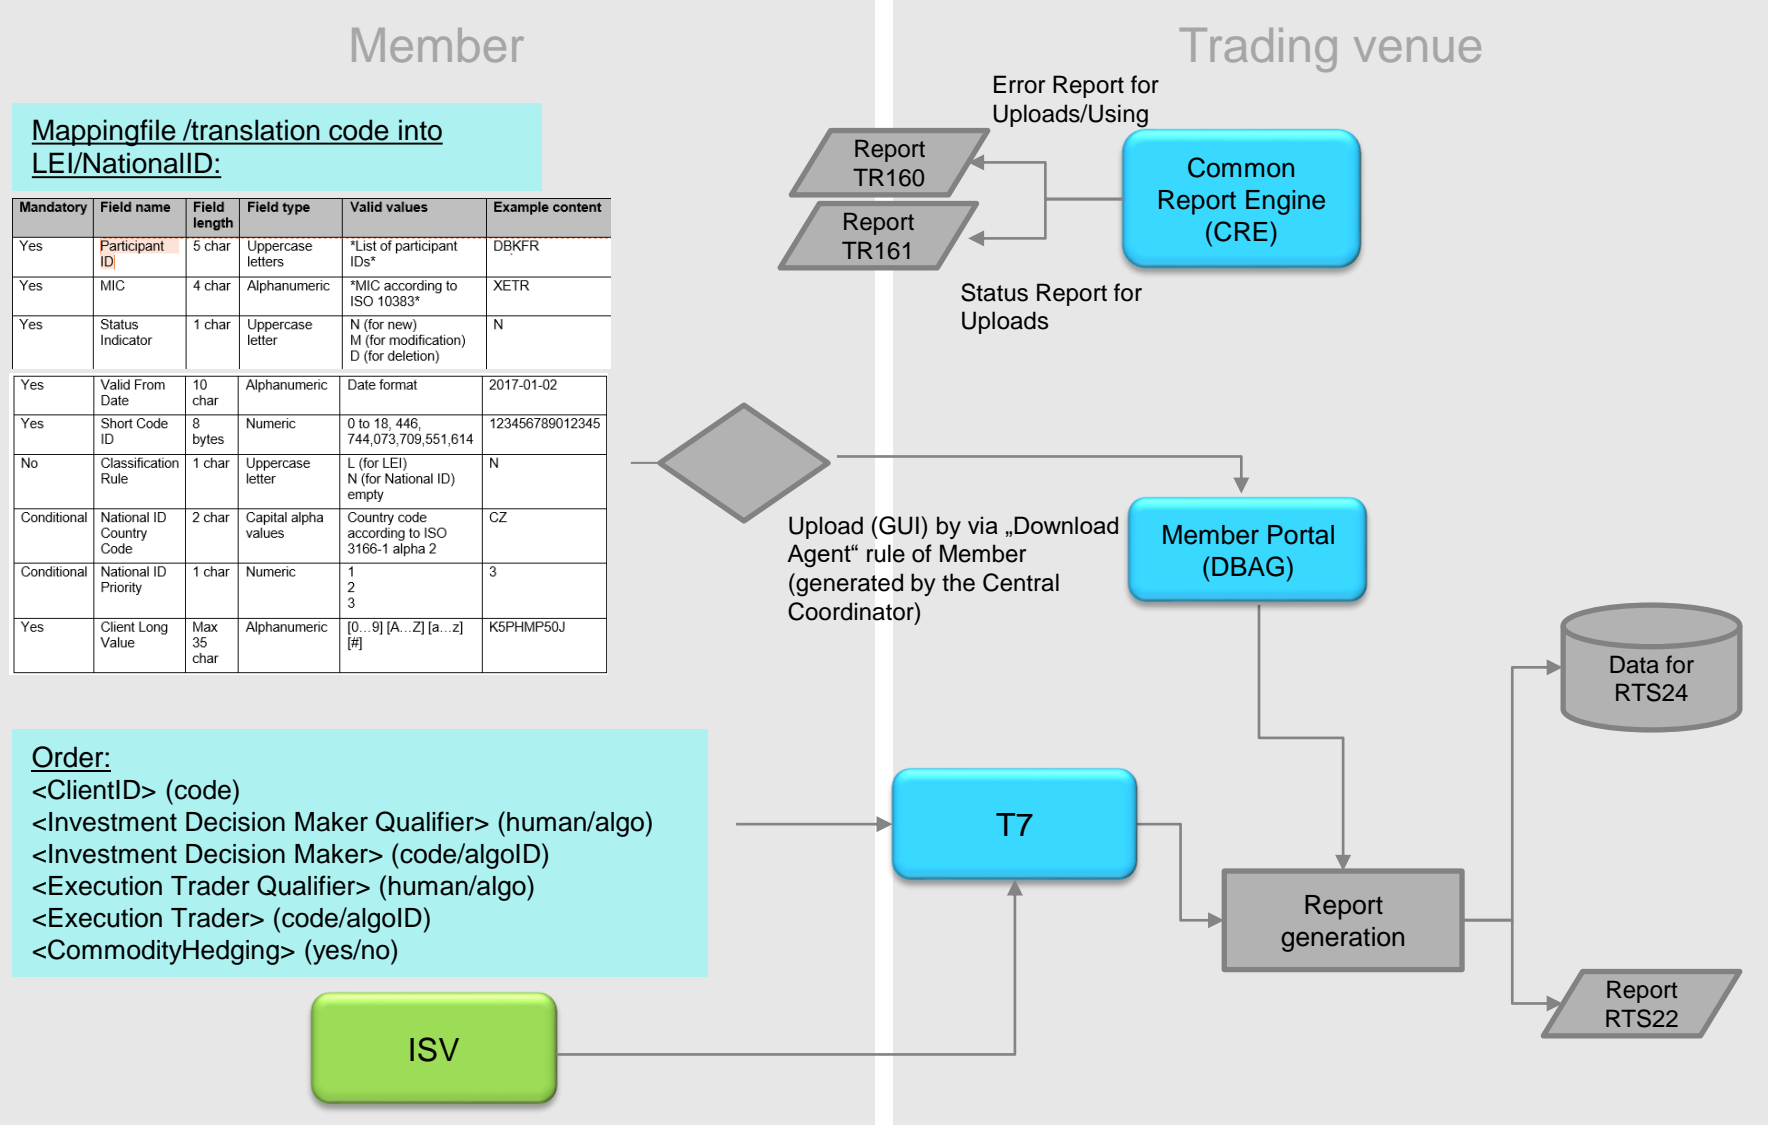 Member
Trading venue
Mappingfile /translation code into
LEI/NationalID:
Mandatory Field name Field length Field type Valid values Example content
Yes Participant ID 5 char Uppercase letters *List of participant IDs* DBKFR
Yes MIC 4 char Alphanumeric *MIC according to ISO 10383* XETR
Yes Status Indicator 1 char Uppercase letter N (for new) M (for modification) D (for deletion) N
Yes Valid From Date 10 char Alphanumeric Date format 2017-01-02
Yes Short Code ID 8 bytes Numeric 0 to 18, 446, 744,073,709,551,614 123456789012345
No Classification Rule 1 char Uppercase letter L (for LEI) N (for National ID) empty N
Conditional National ID Country Code 2 char Capital alpha values Country code according to ISO 3166-1 alpha 2 CZ
Conditional National ID Priority 1 char Numeric 1 2 3 3
Yes Client Long Value Max 35 char Alphanumeric [0…9] [A…Z] [a…z] [#] K5PHMP50J
Error Report for
Uploads/Using
Report
TR160
Report
TR161
Common
Report Engine
(CRE)
Status Report for
Uploads
Upload (GUI) by via „Download
Agent“ rule of Member
(generated by the Central
Coordinator)
Member Portal
(DBAG)
Data for
RTS24
Order:
<ClientID> (code)
<Investment Decision Maker Qualifier> (human/algo)
<Investment Decision Maker> (code/algoID)
<Execution Trader Qualifier> (human/algo)
<Execution Trader> (code/algoID)
<CommodityHedging> (yes/no)
T7
Report
generation
Report
RTS22
ISV